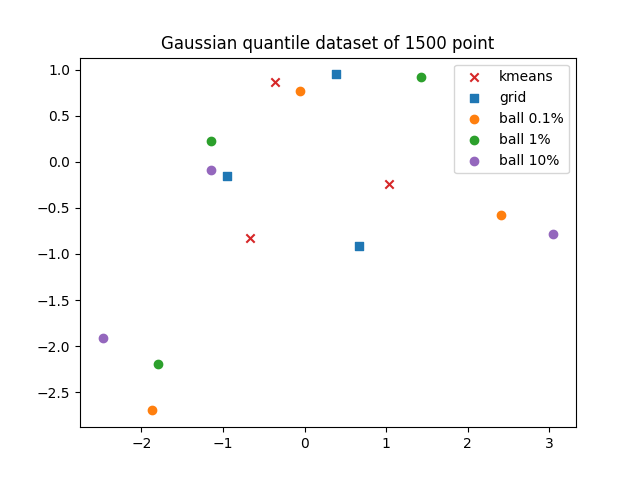 Gaussian quantile dataset of 1500 point
1.0
0.5
0.0
−0.5
−1.0
−1.5
−2.0
−2.5
kmeans
grid
ball 0.1%
ball 1%
ball 10%
−2 −1 0 1 2 3